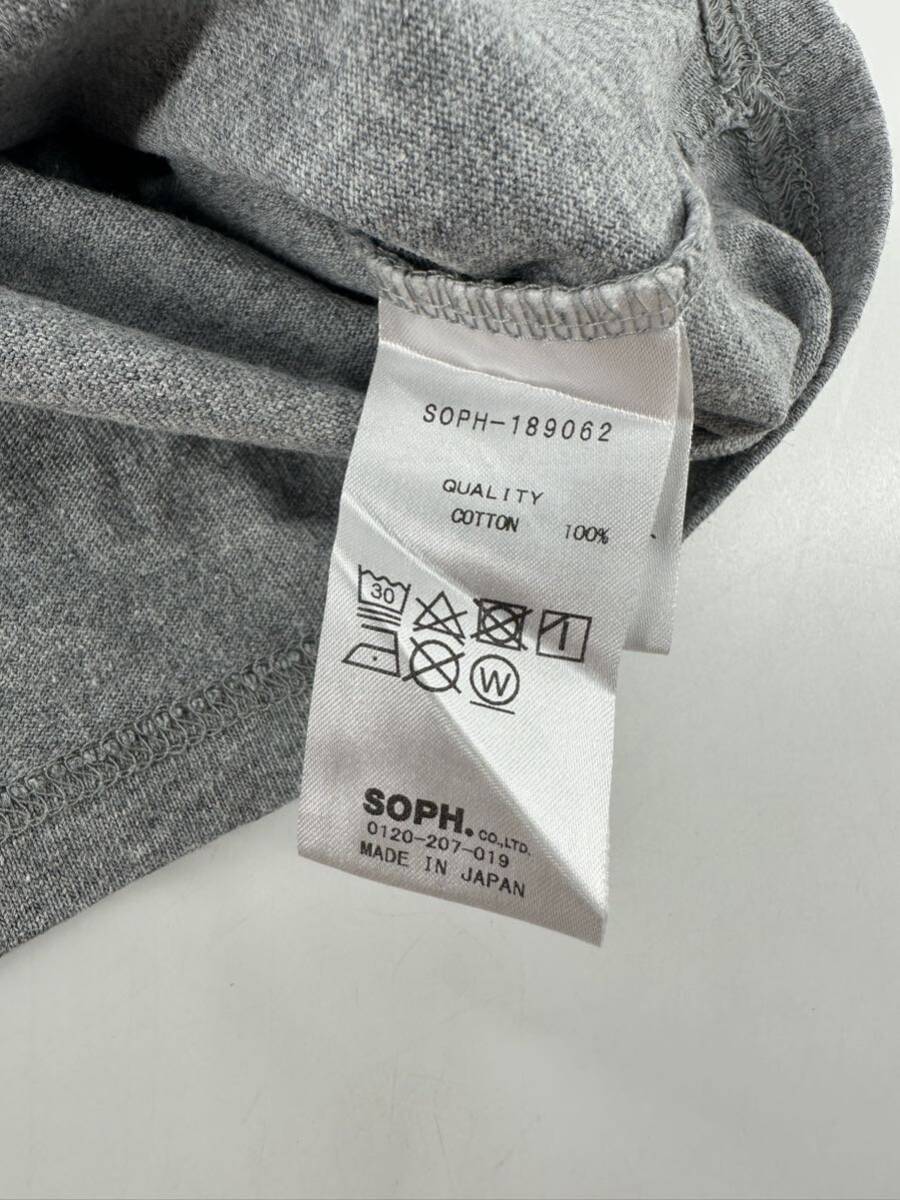 SOPH-189062
QUALITY
COTTON 100%
30
W
SOPH. CO.,LTD.
0120-207-019
MADE IN JAPAN